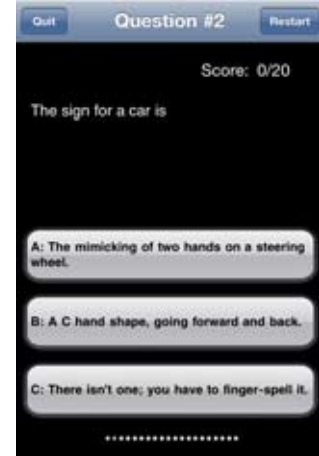 Quit
Question #2
Restart
Score: 0/20
The sign for a car is
A: The mimicking of two hands on a steering
wheel.
B: A C hand shape, going forward and back.
C: There isn't one; you have to finger-spell it.